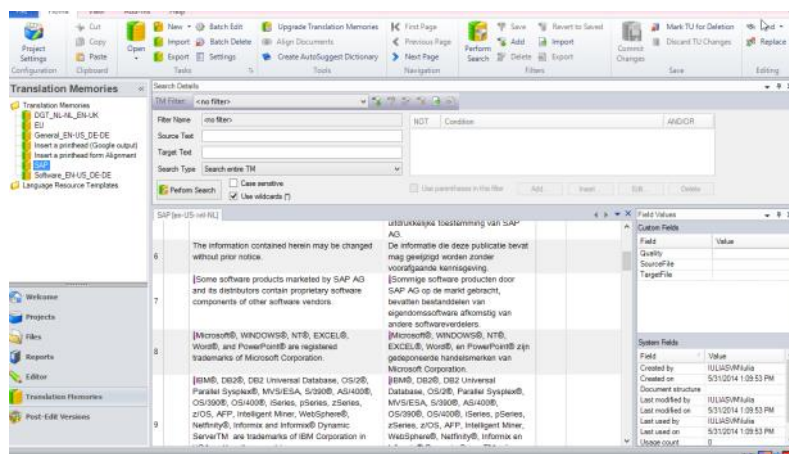 Home
Add-Ins
Help
Project Settings
Configuration
Cut
Copy
Paste
Clipboard
Open
New
Import
Export
Batch Edit
Batch Delete
Settings
Tasks
Upgrade Translation Memories
Align Documents
Create AutoSuggest Dictionary
Tools
First Page
Previous Page
Next Page
Navigation
Perform Search
Save
Add
Delete
Revert to Saved
Import
Export
Filters
Commit Changes
Mark TU for Deletion
Discard TU Changes
Save
Replace
Editing
Translation Memories
Translation Memories
DGT_NL-NL_EN-UK
EU
General_EN-US_DE-DE
Insert a printhead (Google output)
Insert a printhead form Alignment
SAP
Software_EN-US_DE-DE
Language Resource Templates
Welcome
Projects
Files
Reports
Editor
Translation Memories
Post-Edit Versions
Search Details
TM Filter: <no filter>
Filter Name <no filter>
Source Text
Target Text
Search Type Search entire TM
Perform Search
Case sensitive
Use wildcards (*)
NOT Condition AND/OR
Use parentheses in the filter
Add... Insert... Edit... Delete
SAP [en-US->nl-NL]
uitdrukkelijke toestemming van SAP
AG.
6
The information contained herein may be changed
without prior notice.
De informatie die deze publicatie bevat
mag gewijzigd worden zonder
voorafgaande kennisgeving.
7
Some software products marketed by SAP AG
and its distributors contain proprietary software
components of other software vendors.
Sommige software producten door
SAP AG op de markt gebracht,
bevatten bestanddelen van
eigendomssoftware afkomstig van
andere softwareverdelers.
8
Microsoft®, WINDOWS®, NT®, EXCEL®,
Word®, and PowerPoint® are registered
trademarks of Microsoft Corporation.
Microsoft®, WINDOWS®, NT®,
EXCEL®, Word®, en PowerPoint® zijn
gedeponeerde handelsmerken van
Microsoft Corporation.
9
IBM®, DB2®, DB2 Universal Database, OS/2®,
Parallel Sysplex®, MVS/ESA, S/390®, AS/400®,
OS/390®, OS/400®, iSeries, pSeries, xSeries,
z/OS, AFP, Intelligent Miner, WebSphere®,
Netfinity®, Informix and Informix® Dynamic
ServerTM are trademarks of IBM Corporation in
IBM®, DB2®, DB2 Universal
Database, OS/2®, Parallel Sysplex®,
MVS/ESA, S/390®, AS/400®,
OS/390®, OS/400®, iSeries, pSeries,
xSeries, z/OS, AFP, Intelligent Miner,
WebSphere®, Netfinity®, Informix en
Field Values
Custom Fields
Field Value
Quality
SourceFile
TargetFile
System Fields
Field Value
Created by IULIASVM\Iulia
Created on 5/31/2014 1:09:53 PM
Document structure
Last modified by IULIASVM\Iulia
Last modified on 5/31/2014 1:09:53 PM
Last used by IULIASVM\Iulia
Last used on 5/31/2014 1:09:53 PM
Usage count 0